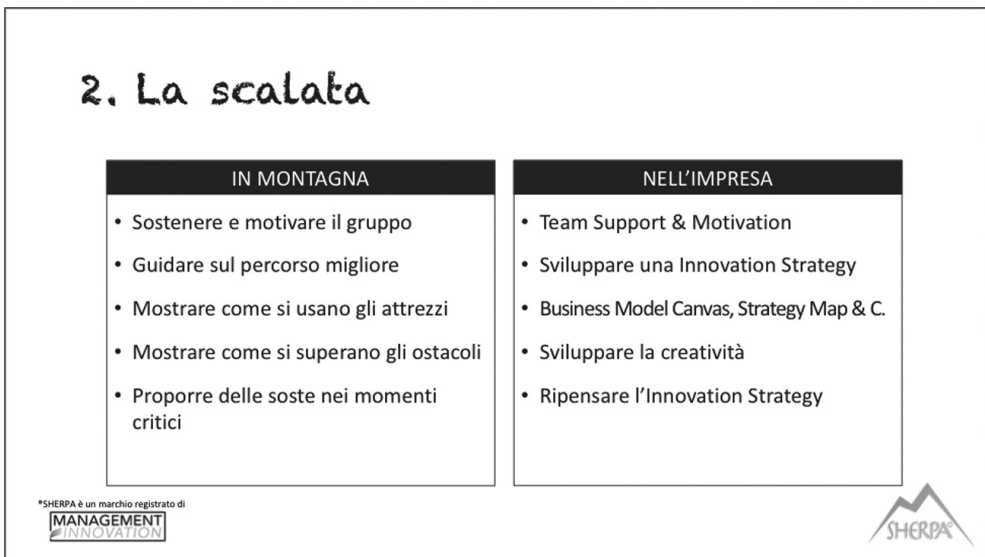 2. La scalata
IN MONTAGNA
• Sostenere e motivare il gruppo
• Guidare sul percorso migliore
• Mostrare come si usano gli attrezzi
• Mostrare come si superano gli ostacoli
• Proporre delle soste nei momenti
critici
NELL'IMPRESA
• Team Support & Motivation
• Sviluppare una Innovation Strategy
• Business Model Canvas, Strategy Map & C.
• Sviluppare la creatività
• Ripensare l'Innovation Strategy
®SHERPA è un marchio registrato di
MANAGEMENT
INNOVATION
SHERPA®